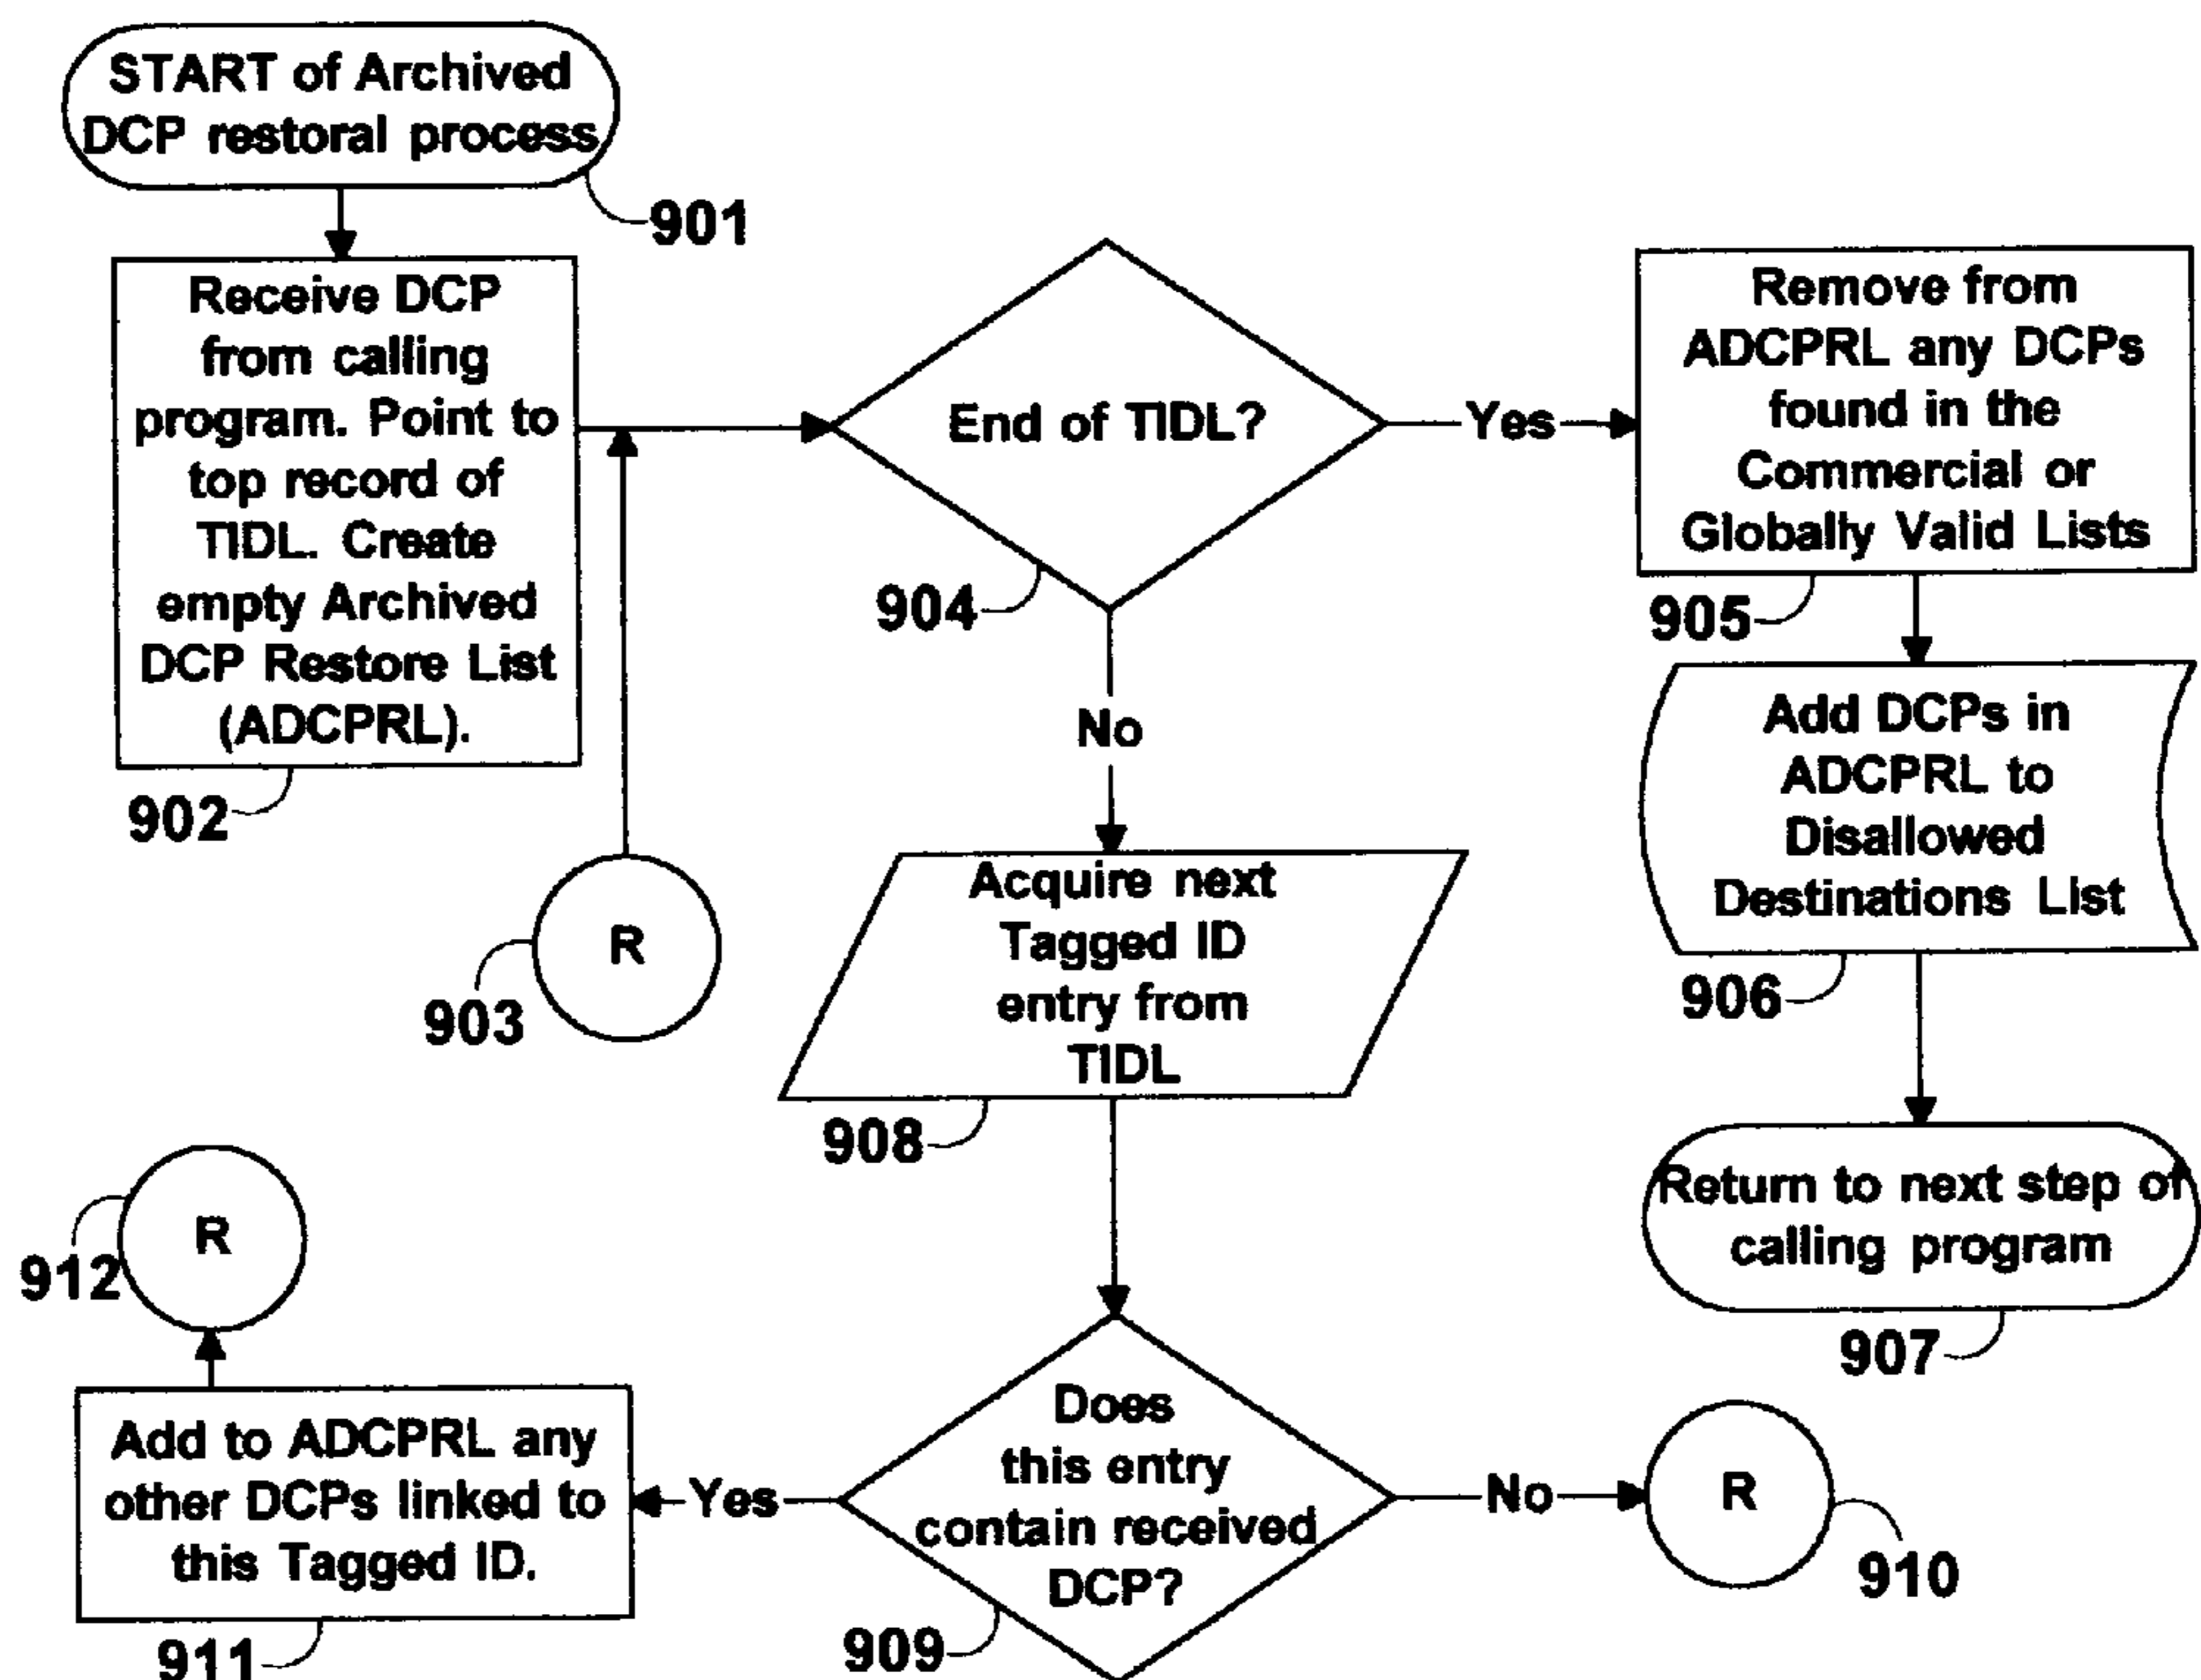 START of Archived
DCP restoral process
901
Receive DCP
from calling
program. Point to
top record of
TIDL. Create
empty Archived
DCP Restore List
(ADCPRL).
902
R
903
End of TIDL?
904
Yes
Remove from
ADCPRL any DCPs
found in the
Commercial or
Globally Valid Lists
905
Add DCPs in
ADCPRL to
Disallowed
Destinations List
906
Return to next step of
calling program
907
No
Acquire next
Tagged ID
entry from
TIDL
908
Does
this entry
contain received
DCP?
909
No
R
910
Yes
Add to ADCPRL any
other DCPs linked to
this Tagged ID.
911
R
912